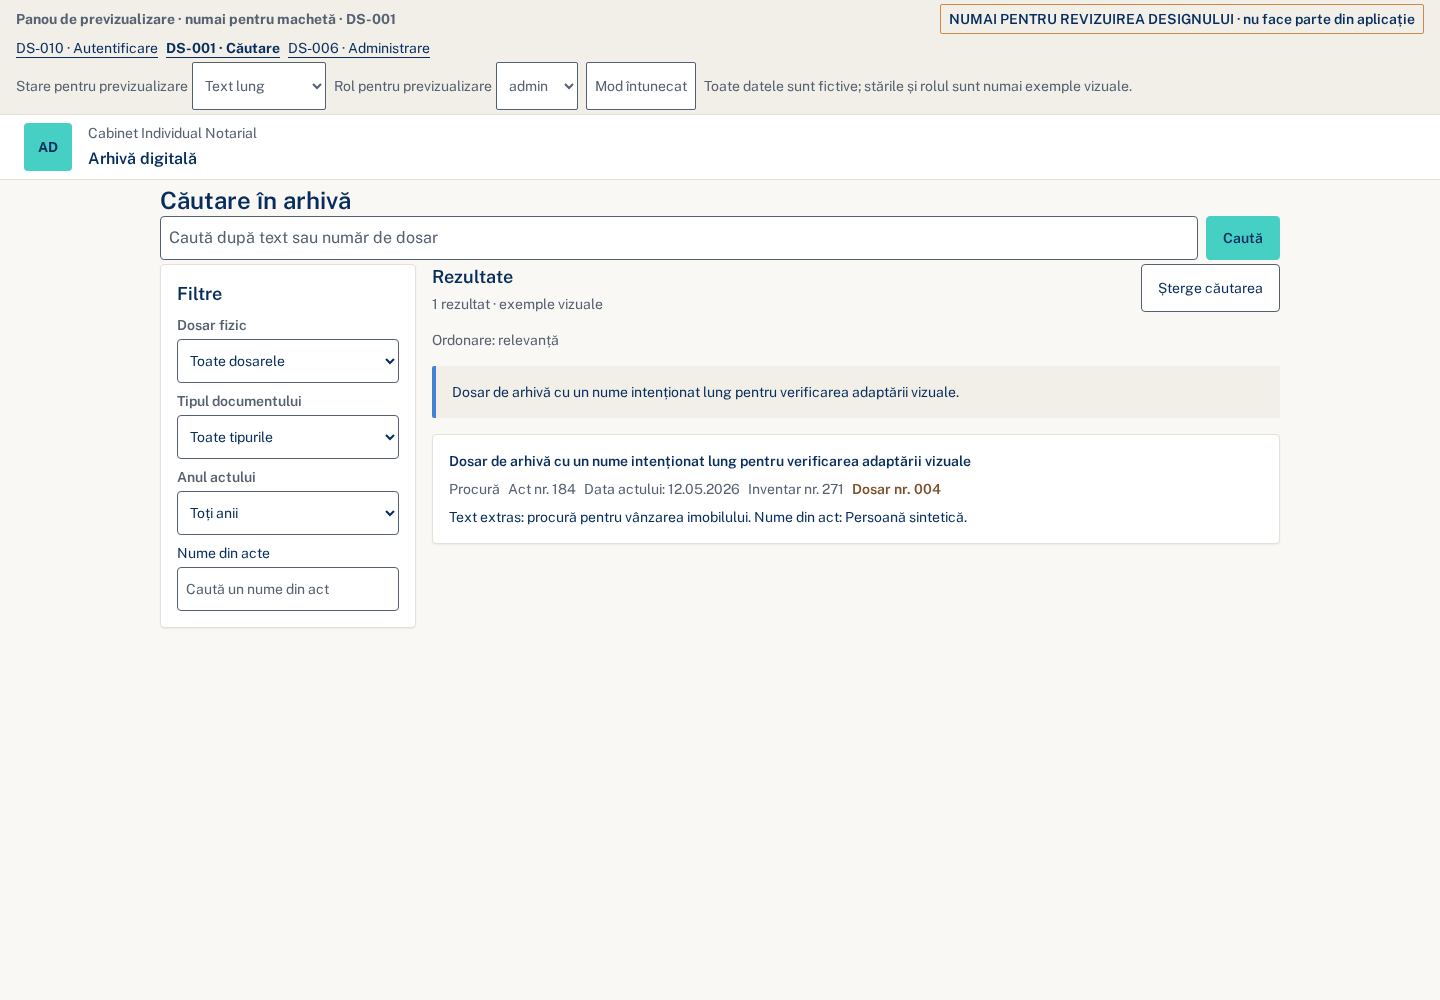 Panou de previzualizare · numai pentru machetă · DS-001
NUMAI PENTRU REVIZUIREA DESIGNULUI · nu face parte din aplicație
DS-010 · Autentificare DS-001 · Căutare DS-006 · Administrare
Stare pentru previzualizare Text lung Rol pentru previzualizare admin Mod întunecat Toate datele sunt fictive; stările și rolul sunt numai exemple vizuale.
AD
Cabinet Individual Notarial
Arhivă digitală
Căutare în arhivă
Caută după text sau număr de dosar
Caută
Filtre
Dosar fizic
Toate dosarele
Tipul documentului
Toate tipurile
Anul actului
Toți anii
Nume din acte
Caută un nume din act
Rezultate
1 rezultat · exemple vizuale
Șterge căutarea
Ordonare: relevanță
Dosar de arhivă cu un nume intenționat lung pentru verificarea adaptării vizuale.
Dosar de arhivă cu un nume intenționat lung pentru verificarea adaptării vizuale
Procură Act nr. 184 Data actului: 12.05.2026 Inventar nr. 271 Dosar nr. 004
Text extras: procură pentru vânzarea imobilului. Nume din act: Persoană sintetică.